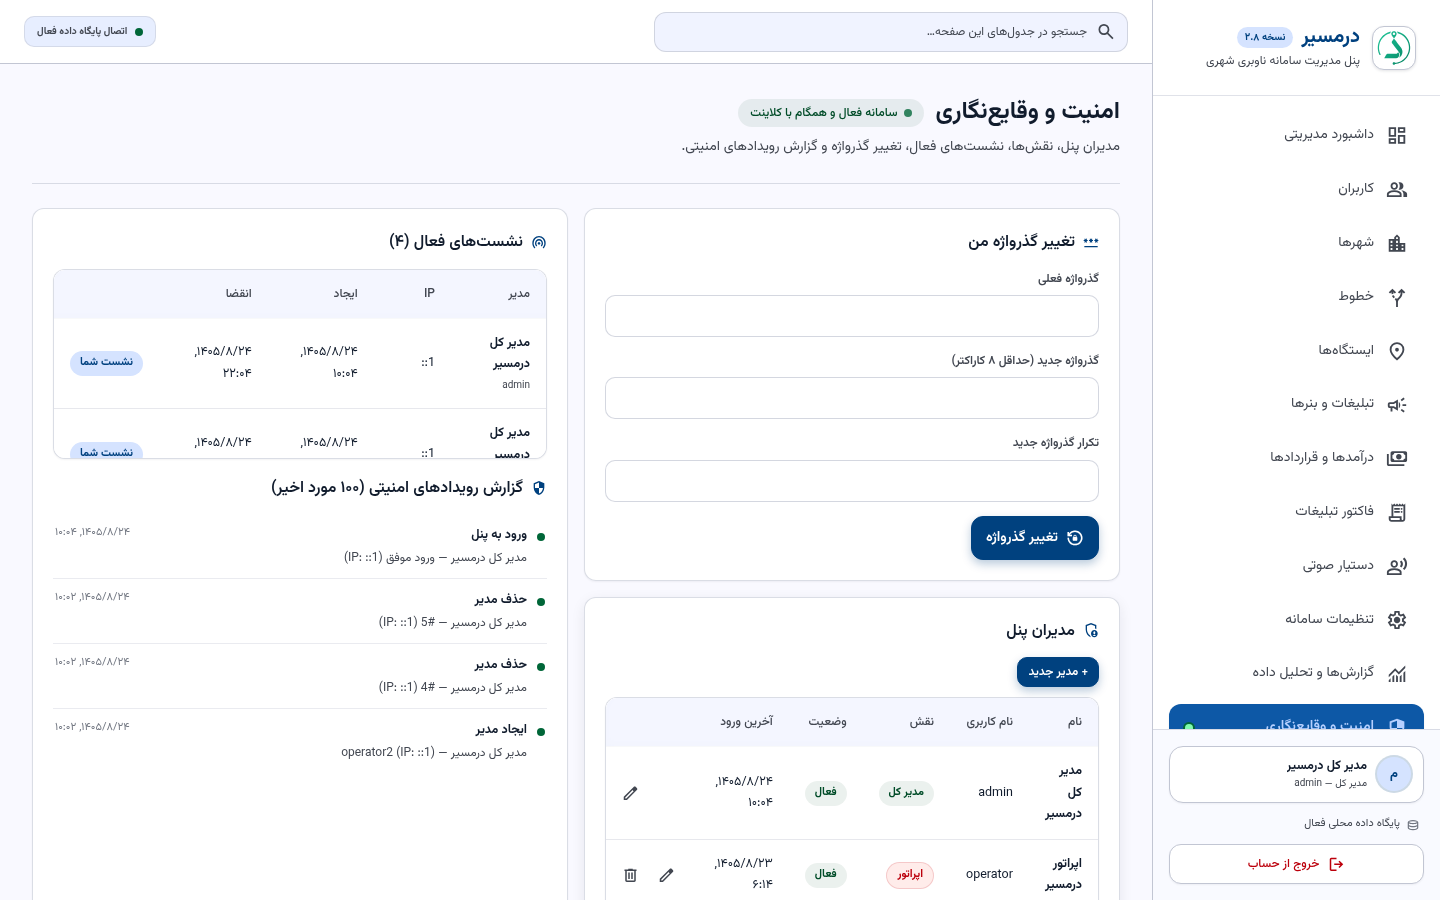 درمسیر
نسخه ۲.۸
پنل مدیریت سامانه ناوبری شهری
داشبورد مدیریتی
کاربران
شهرها
خطوط
ایستگاه‌ها
تبلیغات و بنرها
درآمدها و قراردادها
فاکتور تبلیغات
دستیار صوتی
تنظیمات سامانه
گزارش‌ها و تحلیل داده
امنیت و وقایع‌نگاری
م
مدیر کل درمسیر
مدیر کل — admin
پایگاه داده محلی فعال
خروج از حساب
جستجو در جدول‌های این صفحه...
اتصال پایگاه داده فعال
امنیت و وقایع‌نگاری
سامانه فعال و همگام با کلاینت
مدیران پنل، نقش‌ها، نشست‌های فعال، تغییر گذرواژه و گزارش رویدادهای امنیتی.
تغییر گذرواژه من
گذرواژه فعلی
گذرواژه جدید (حداقل ۸ کاراکتر)
تکرار گذرواژه جدید
تغییر گذرواژه
مدیران پنل
+ مدیر جدید
نام نام کاربری نقش وضعیت آخرین ورود
مدیر کل درمسیر admin مدیر کل فعال ۱۴۰۵/۸/۲۴, ۱۰:۰۴
اپراتور درمسیر operator اپراتور فعال ۱۴۰۵/۸/۲۳, ۶:۱۴
نشست‌های فعال (۴)
مدیر IP ایجاد انقضا
مدیر کل درمسیر admin ::1 ۱۴۰۵/۸/۲۴, ۱۰:۰۴ ۱۴۰۵/۸/۲۴, ۲۲:۰۴ نشست شما
مدیر کل درمسیر ::1 ۱۴۰۵/۸/۲۴, ۱۴۰۵/۸/۲۴, نشست شما
گزارش رویدادهای امنیتی (۱۰۰ مورد اخیر)
ورود به پنل ۱۴۰۵/۸/۲۴, ۱۰:۰۴
مدیر کل درمسیر — ورود موفق (IP: ::1)
حذف مدیر ۱۴۰۵/۸/۲۴, ۱۰:۰۲
مدیر کل درمسیر — #5 (IP: ::1)
حذف مدیر ۱۴۰۵/۸/۲۴, ۱۰:۰۲
مدیر کل درمسیر — #4 (IP: ::1)
ایجاد مدیر ۱۴۰۵/۸/۲۴, ۱۰:۰۲
مدیر کل درمسیر — operator2 (IP: ::1)